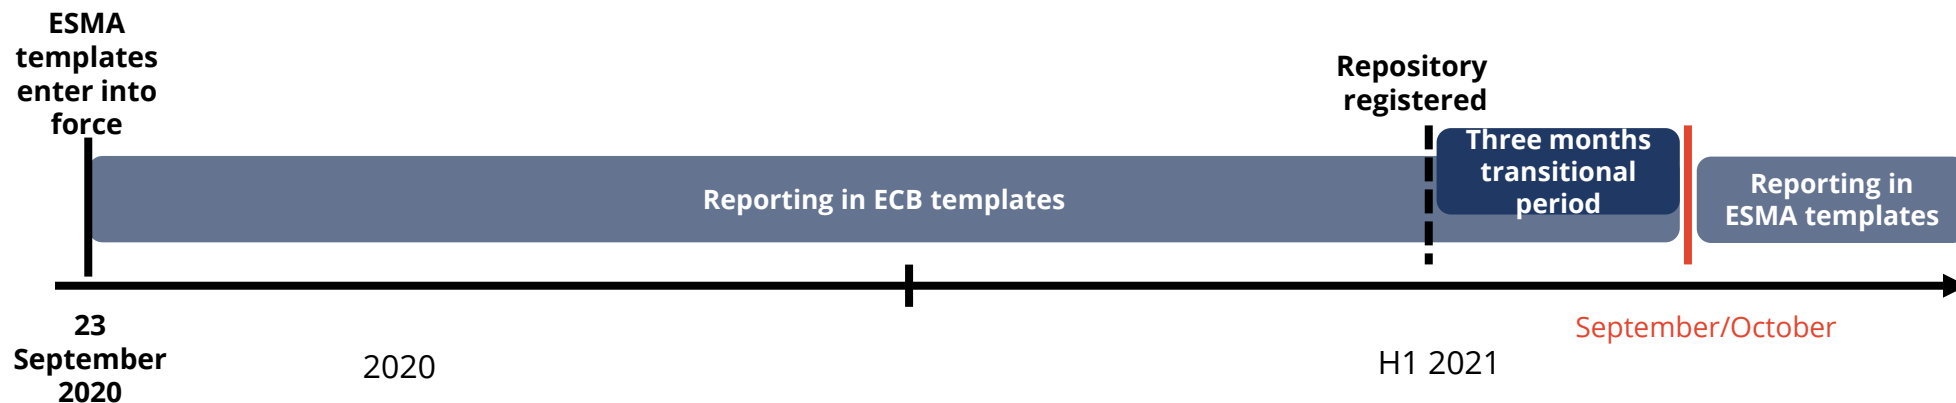 ESMA
templates
enter into
force
Repository
registered
Three months
transitional
period
Reporting in ECB templates
Reporting in
ESMA templates
23
September
2020
2020
H1 2021
September/October